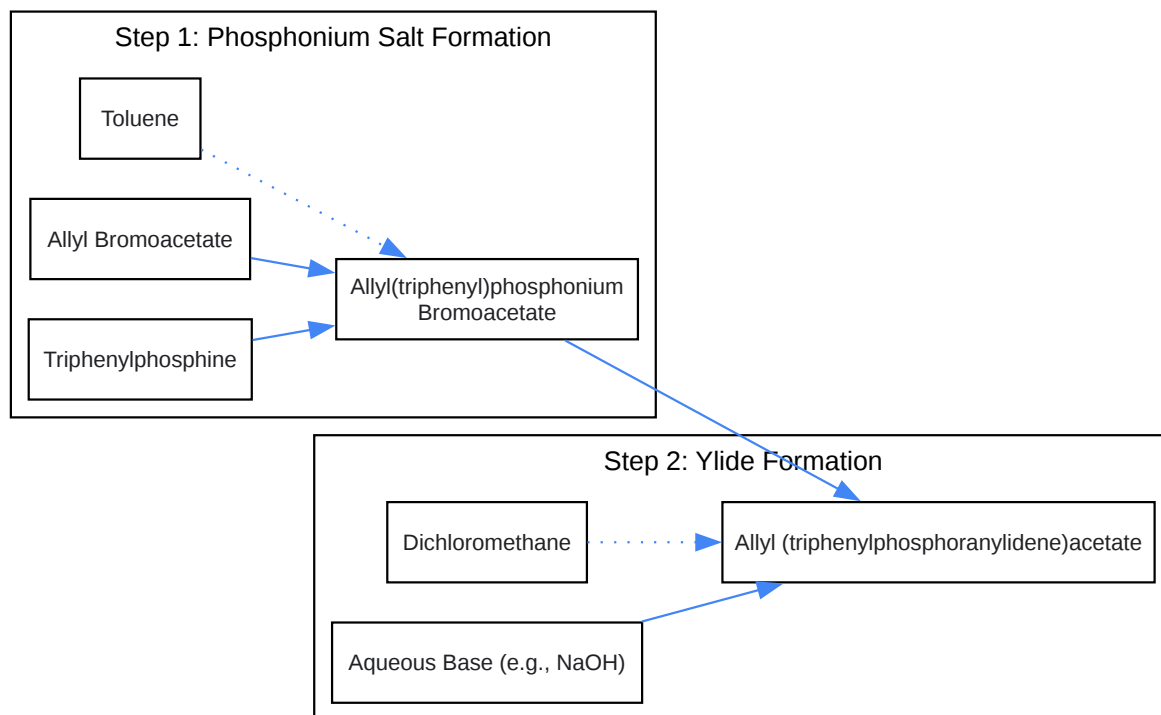 Step 1: Phosphonium Salt Formation
Toluene
Allyl Bromoacetate
Allyl(triphenyl)phosphonium
Bromoacetate
Triphenylphosphine
Step 2: Ylide Formation
Dichloromethane
Allyl (triphenylphosphoranylidene)acetate
Aqueous Base (e.g., NaOH)